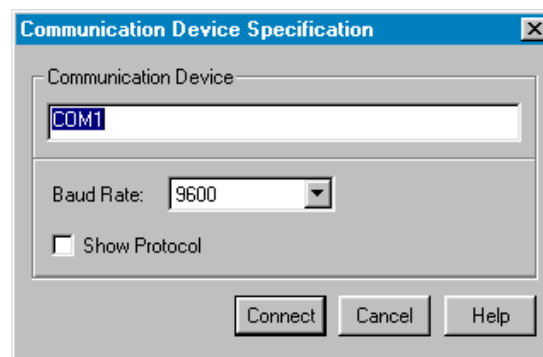 Communication Device Specification
Communication Device
COM1
Baud Rate: 9600
Show Protocol
Connect Cancel Help